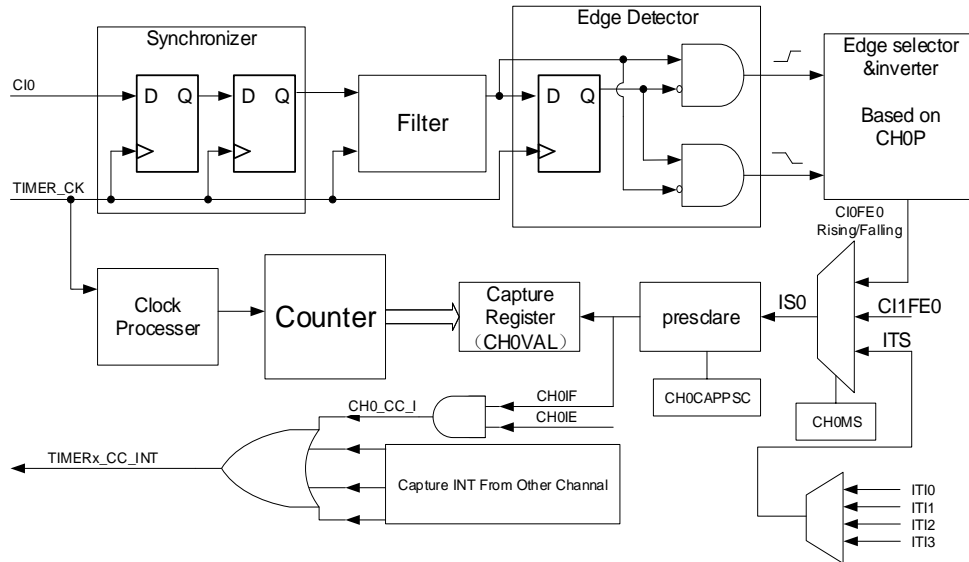 Edge Detector
Synchronizer
Edge selector
&inverter
Based on
CH0P
CI0
D Q
D Q
Filter
D Q
TIMER_CK
CI0FE0
Rising/Falling
Clock
Processer
Counter
Capture
Register
（CH0VAL）
presclare
IS0
CI1FE0
ITS
CH0CAPPSC
CH0MS
CH0_CC_I
CH0IF
CH0IE
TIMERx_CC_INT
Capture INT From Other Channel
ITI0
ITI1
ITI2
ITI3